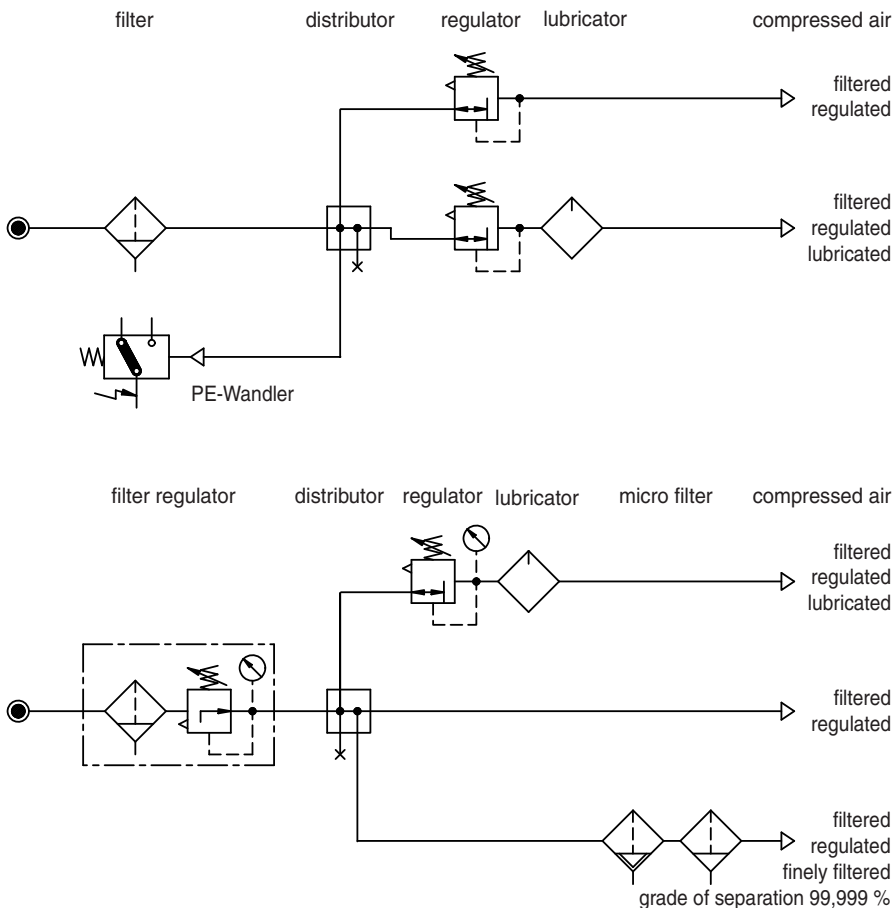 filter distributor regulator lubricator compressed air
filtered
regulated
filtered
regulated
lubricated
PE-Wandler
filter regulator distributor regulator lubricator micro filter compressed air
filtered
regulated
lubricated
filtered
regulated
filtered
regulated
finely filtered
grade of separation 99,999 %